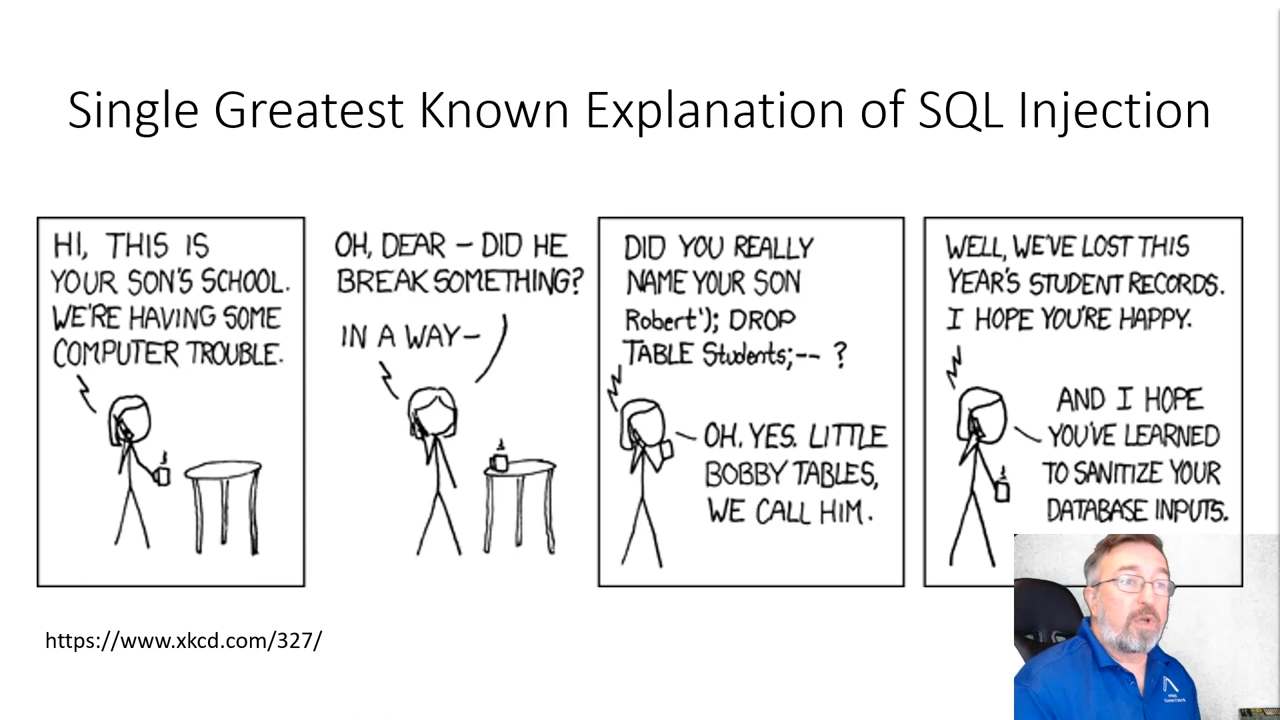 Single Greatest Known Explanation of SQL Injection
HI, THIS IS
YOUR SON'S SCHOOL.
WE'RE HAVING SOME
COMPUTER TROUBLE.
OH, DEAR – DID HE
BREAK SOMETHING?
IN A WAY–
DID YOU REALLY
NAME YOUR SON
Robert'); DROP
TABLE Students;-- ?
OH. YES. LITTLE
BOBBY TABLES,
WE CALL HIM.
WELL, WE'VE LOST THIS
YEAR'S STUDENT RECORDS.
I HOPE YOU'RE HAPPY.
AND I HOPE
YOU'VE LEARNED
TO SANITIZE YOUR
DATABASE INPUTS.
https://www.xkcd.com/327/